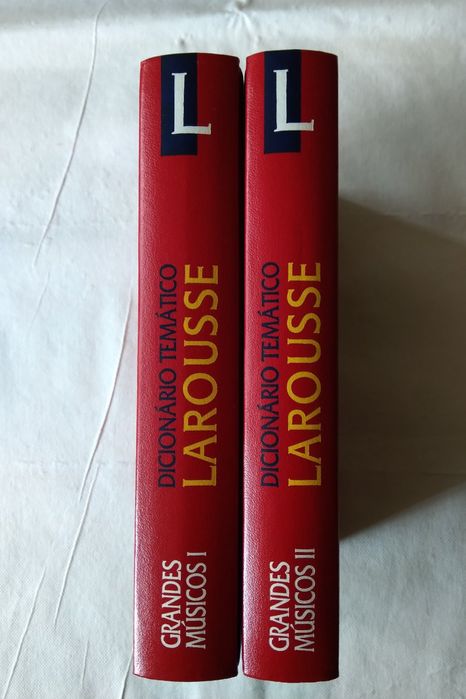 L
DICIONÁRIO TEMÁTICO
LAROUSSE
GRANDES
MÚSICOS I
L
DICIONÁRIO TEMÁTICO
LAROUSSE
GRANDES
MÚSICOS II